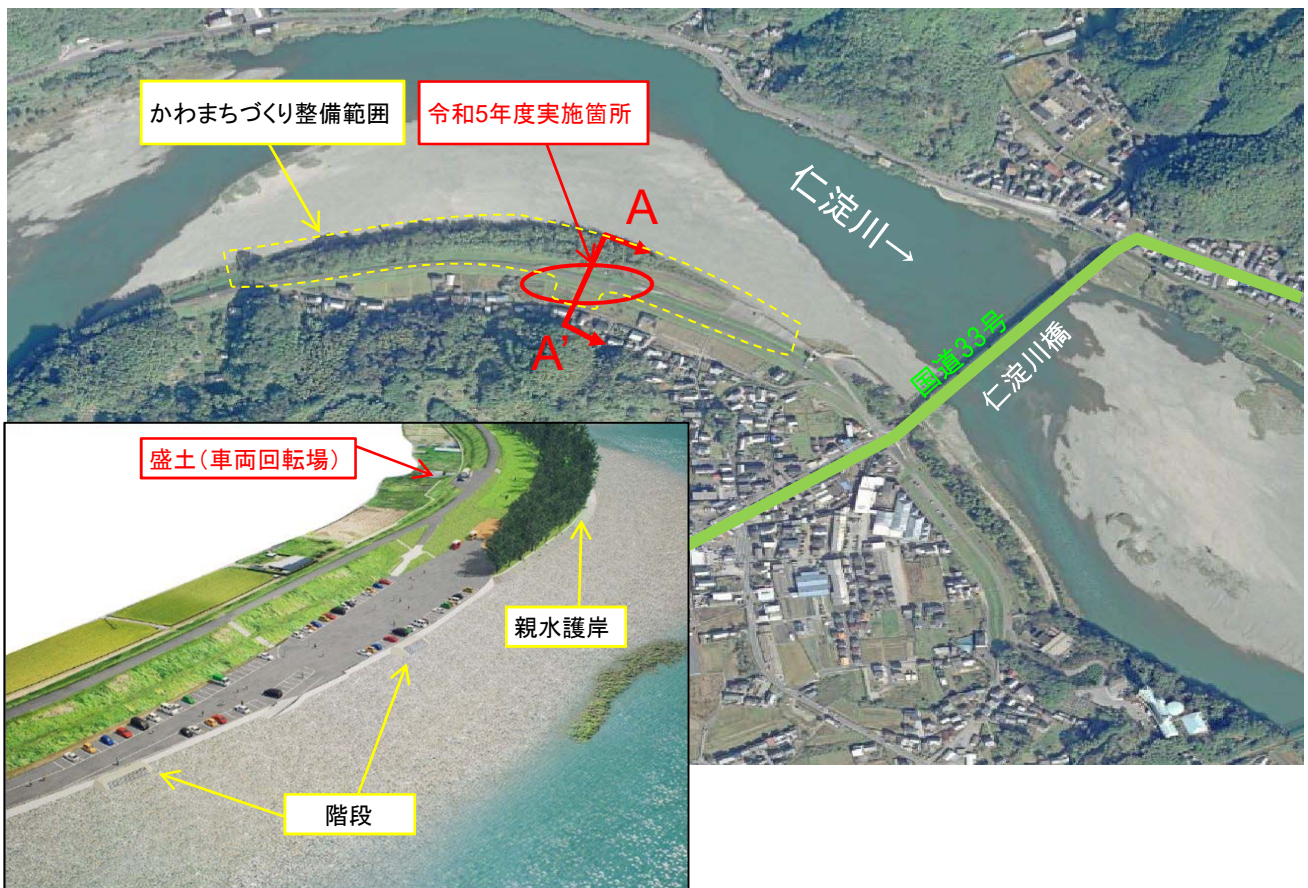 かわまちづくり整備範囲
令和5年度実施箇所
A
仁淀川→
A'
国道33号
仁淀川橋
盛土(車両回転場)
親水護岸
階段